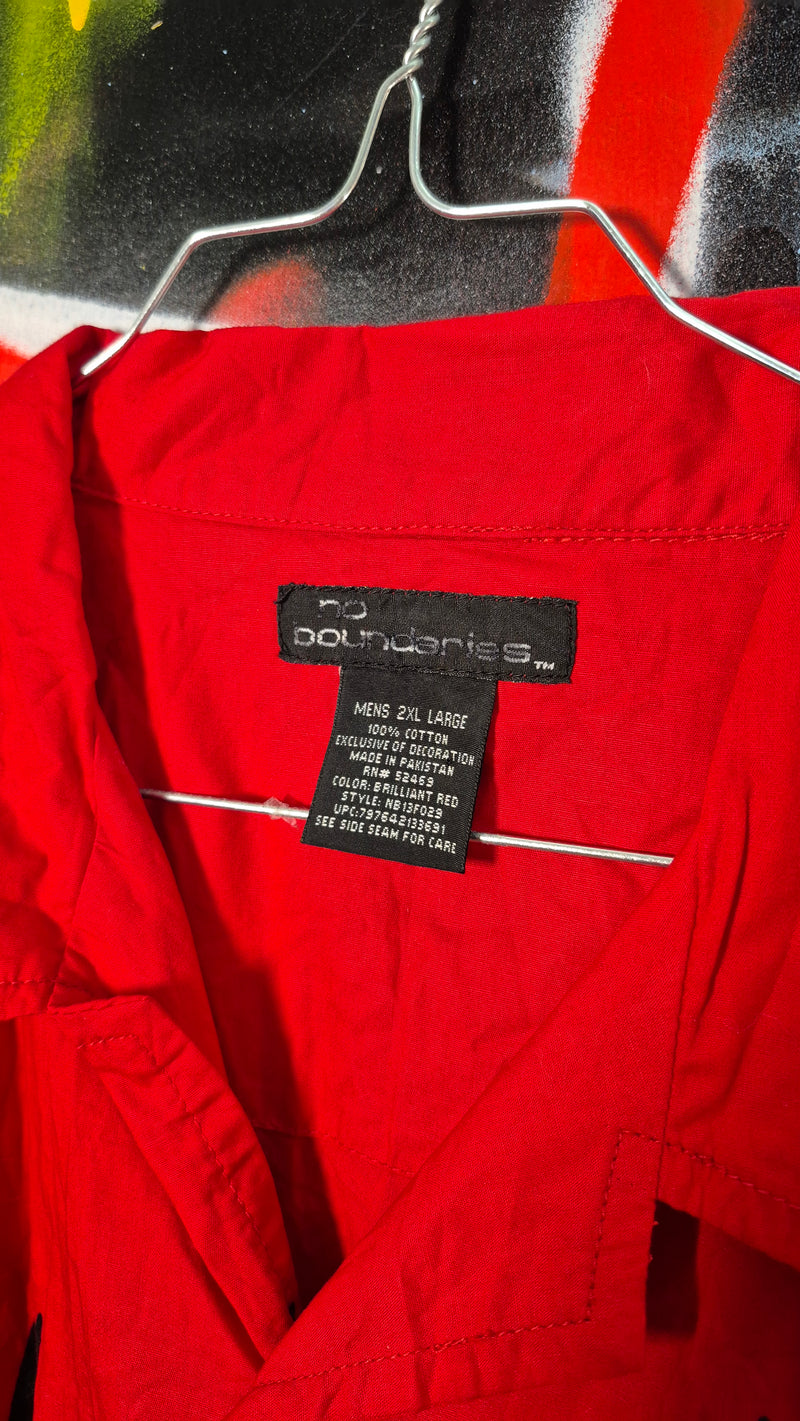 no
boundaries™
MENS 2XL LARGE
100% COTTON
EXCLUSIVE OF DECORATION
MADE IN PAKISTAN
RN# 52469
COLOR: BRILLIANT RED
STYLE: NB13F029
UPC:797642133691
SEE SIDE SEAM FOR CARE